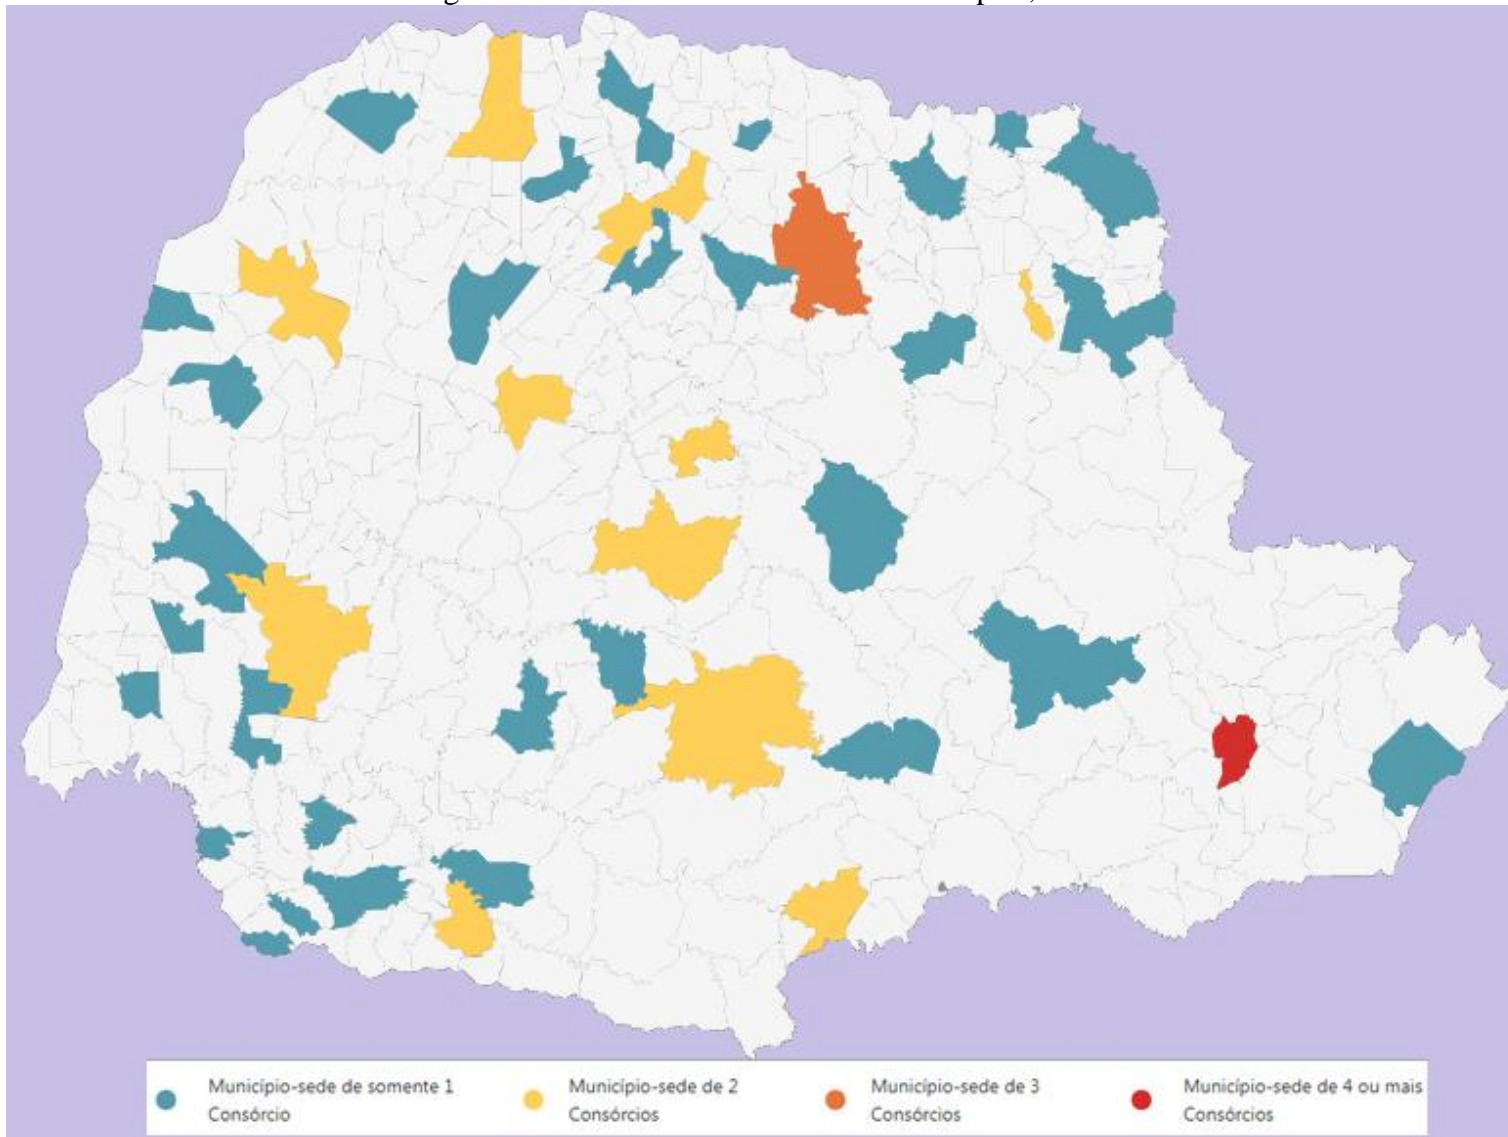 Município-sede de somente 1
Consórcio
Município-sede de 2
Consórcios
Município-sede de 3
Consórcios
Município-sede de 4 ou mais
Consórcios